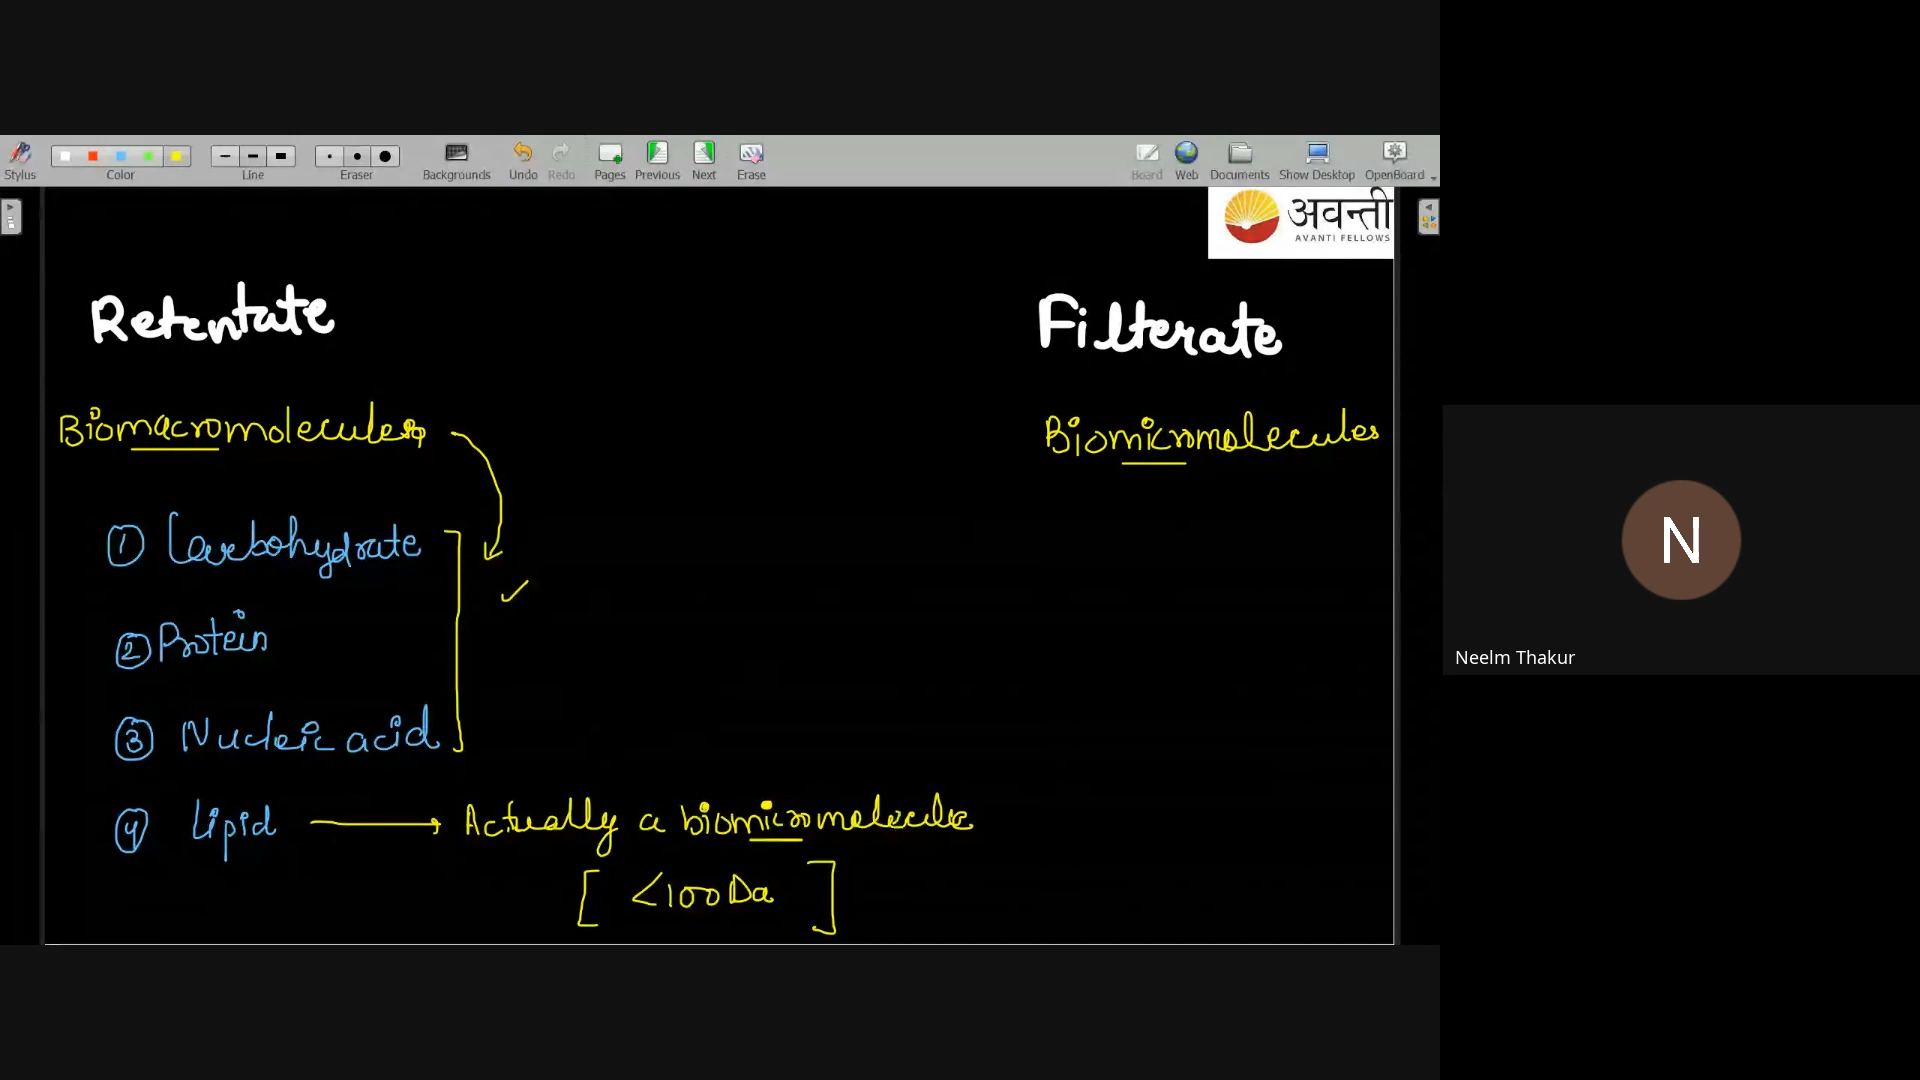 Stylus Color Line Eraser Backgrounds Undo Redo Pages Previous Next Erase Board Web Documents Show Desktop OpenBoard
अवन्ती
AVANTI FELLOWS
Retentate
Filterate
Biomacromolecules
Biomicromolecules
① Carbohydrate
② Protein
③ Nucleic acid
④ Lipid → Actually a biomicromolecule
[ <100 Da ]
N
Neelm Thakur